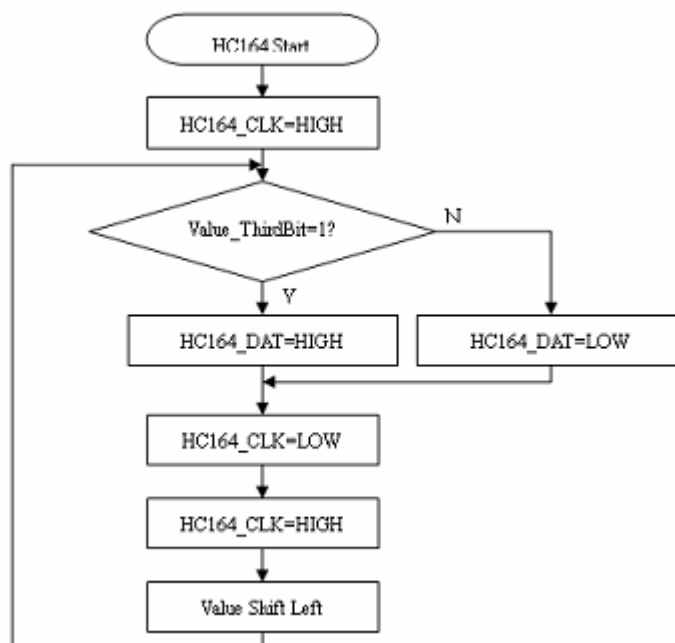 HC164 Start
HC164_CLK=HIGH
Value_ThirdBit=1?
N
Y
HC164_DAT=HIGH
HC164_DAT=LOW
HC164_CLK=LOW
HC164_CLK=HIGH
Value Shift Left